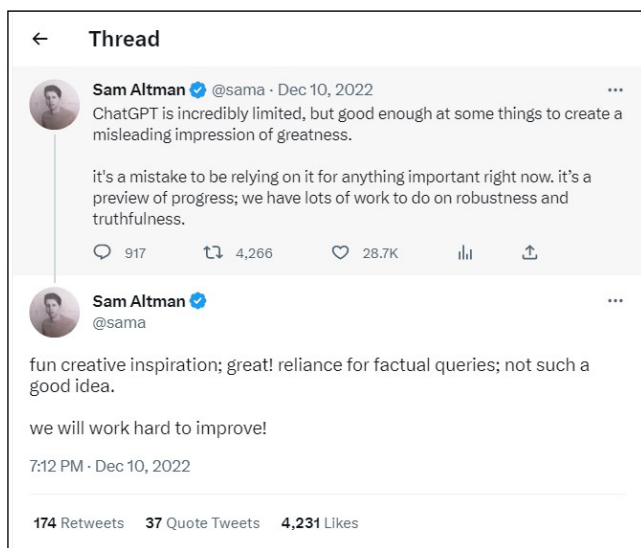 Thread
Sam Altman @sama · Dec 10, 2022
ChatGPT is incredibly limited, but good enough at some things to create a
misleading impression of greatness.
it's a mistake to be relying on it for anything important right now. it’s a
preview of progress; we have lots of work to do on robustness and
truthfulness.
917 4,266 28.7K
Sam Altman
@sama
fun creative inspiration; great! reliance for factual queries; not such a
good idea.
we will work hard to improve!
7:12 PM · Dec 10, 2022
174 Retweets 37 Quote Tweets 4,231 Likes